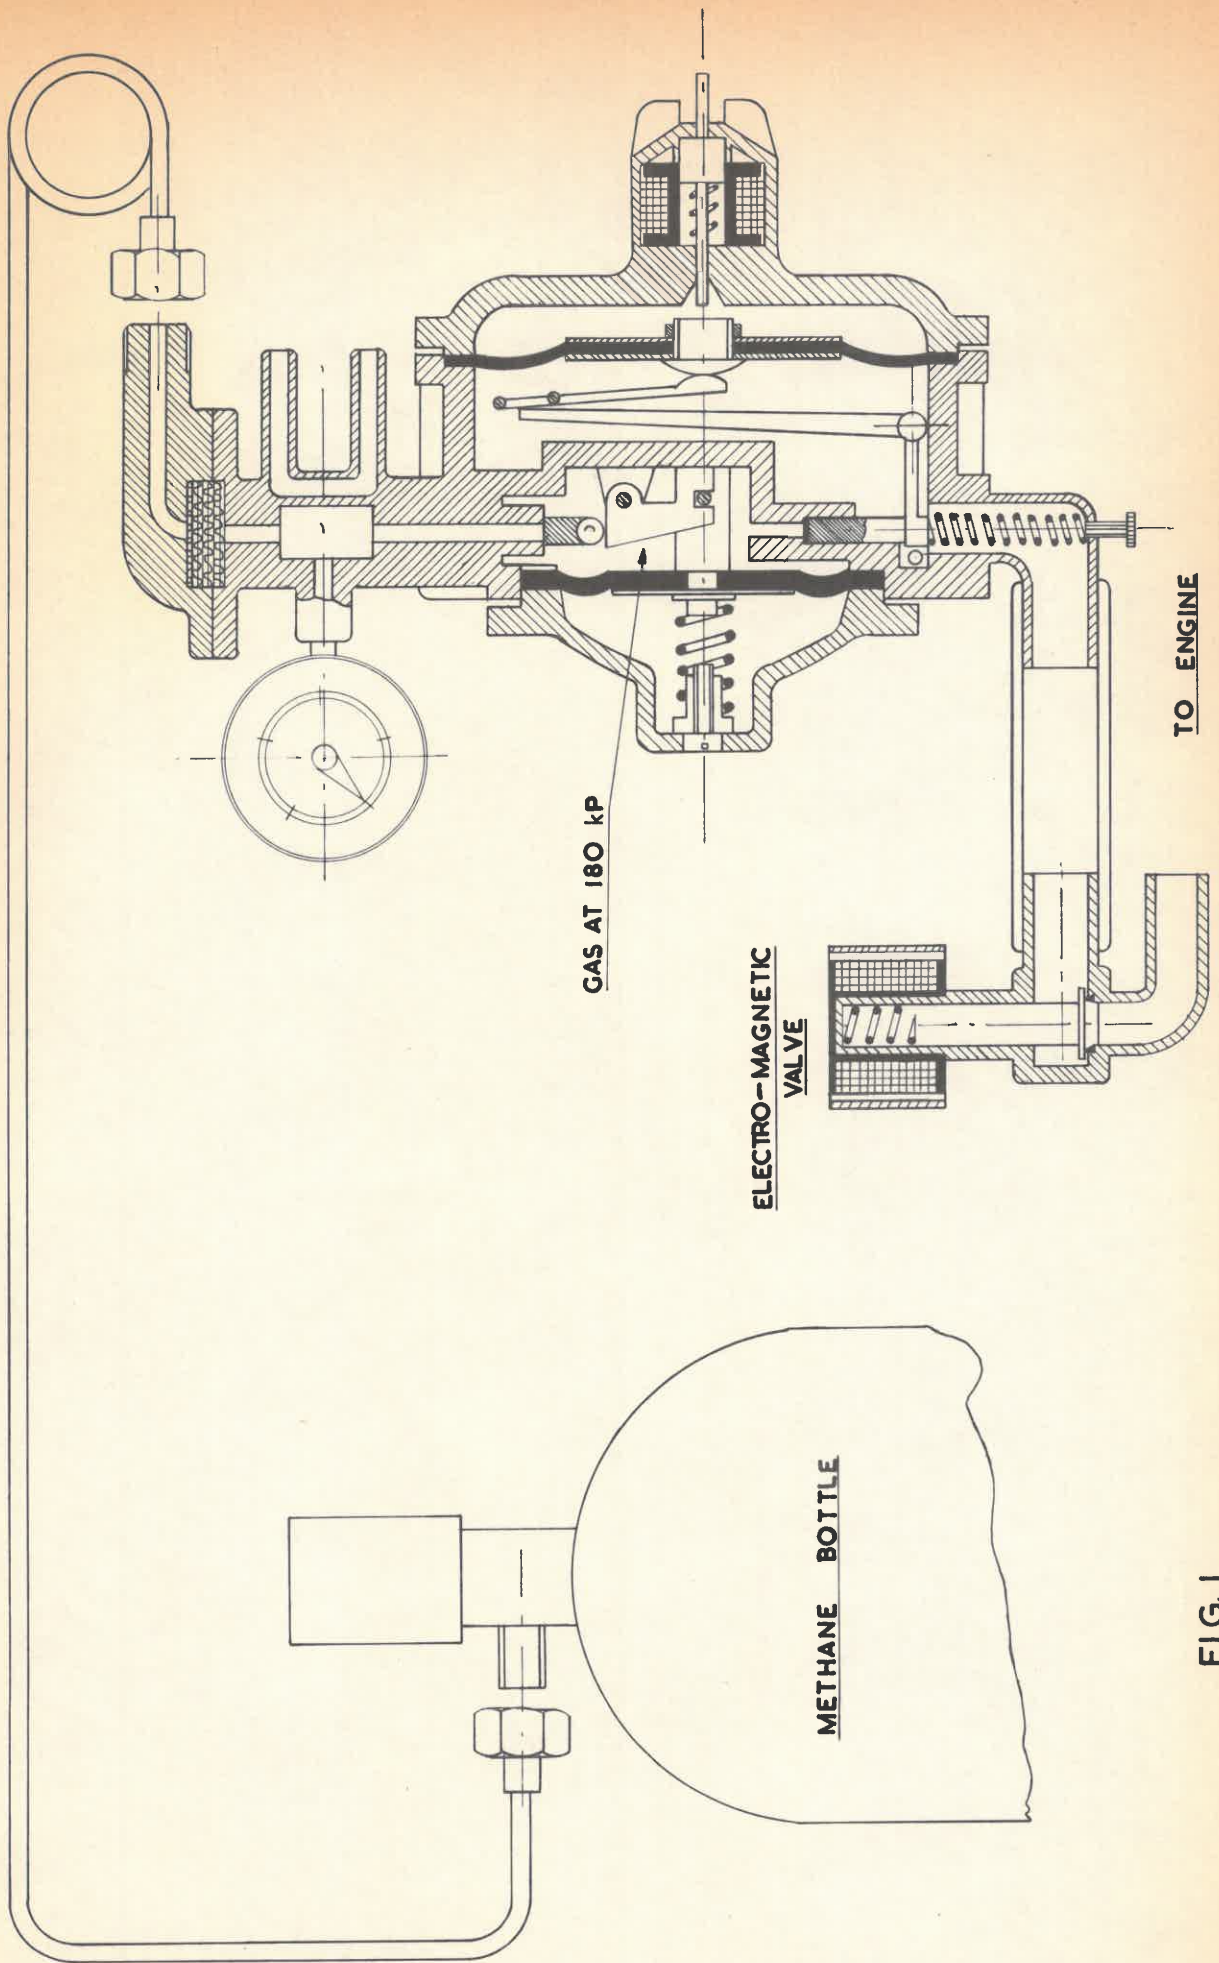 METHANE BOTTLE
ELECTRO-MAGNETIC
VALVE
GAS AT 180 kP
TO ENGINE
FIG. 1